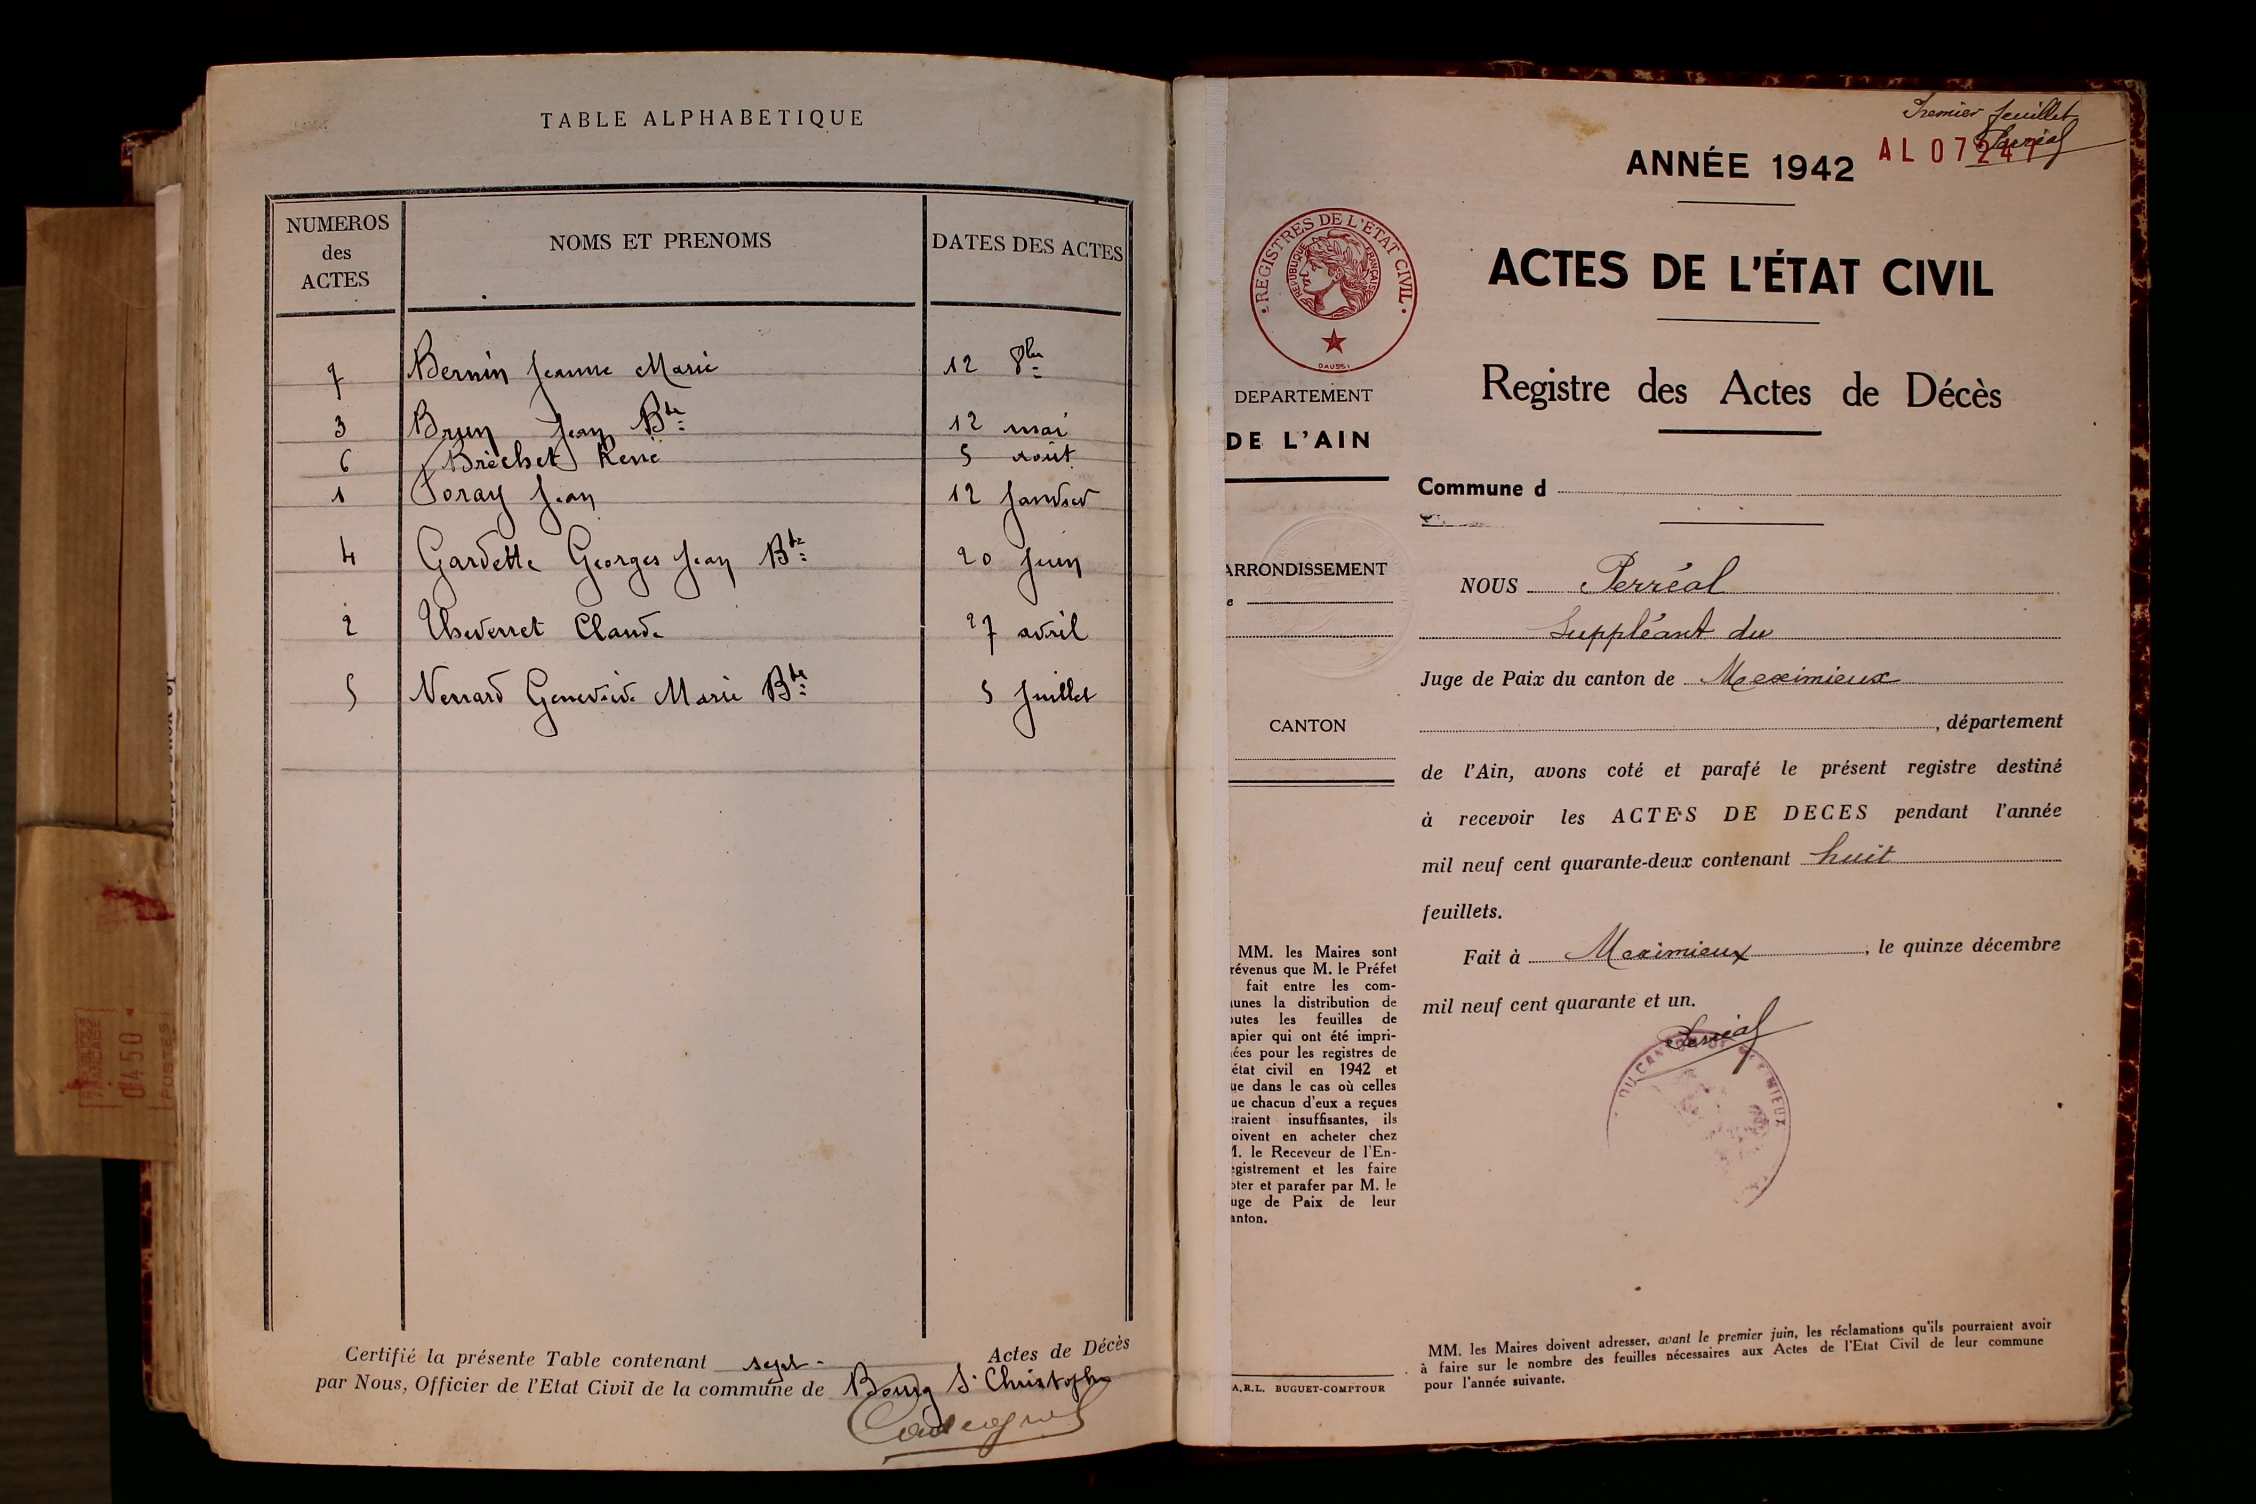 TABLE ALPHABETIQUE
NUMEROS
des
ACTES
NOMS ET PRENOMS
DATES DES ACTES
7 Bernin Jeanne Marie 12 8bre
3 Brun Jean Bte 12 mai
6 Bréchet René 5 août
1 Foray Jean 12 Janvier
4 Gardette Georges Jean Bte 20 Juin
2 Thevenet Claude 27 avril
5 Geneviève Marie Bte 5 Juillet
Certifié la présente Table contenant sept Actes de Décès
par Nous, Officier de l'Etat Civil de la commune de Bourg St Christophe
0450
POSTES
Premier feuillet
Perréal
AL 07247
ANNÉE 1942
REGISTRES DE L'ETAT CIVIL
REPUBLIQUE FRANÇAISE
DAUSSI
ACTES DE L'ÉTAT CIVIL
Registre des Actes de Décès
DEPARTEMENT
DE L'AIN
Commune d
ARRONDISSEMENT
e
CANTON
NOUS Perréal
Suppléant du
Juge de Paix du canton de Meximieux
, département
de l'Ain, avons coté et parafé le présent registre destiné
à recevoir les ACTES DE DECES pendant l'année
mil neuf cent quarante-deux contenant huit
feuillets.
Fait à Meximieux, le quinze décembre
mil neuf cent quarante et un.
Perréal
DU CANTON DE MEXIMIEUX
MM. les Maires sont
révenus que M. le Préfet
fait entre les com-
unes la distribution de
outes les feuilles de
apier qui ont été impri-
ées pour les registres de
état civil en 1942 et
ue dans le cas où celles
ue chacun d'eux a reçues
eraient insuffisantes, ils
oivent en acheter chez
M. le Receveur de l'En-
egistrement et les faire
oter et parafer par M. le
uge de Paix de leur
anton.
A.R.L. BUGUET-COMPTOUR
MM. les Maires doivent adresser, avant le premier juin, les réclamations qu'ils pourraient avoir
à faire sur le nombre des feuilles nécessaires aux Actes de l'Etat Civil de leur commune
pour l'année suivante.